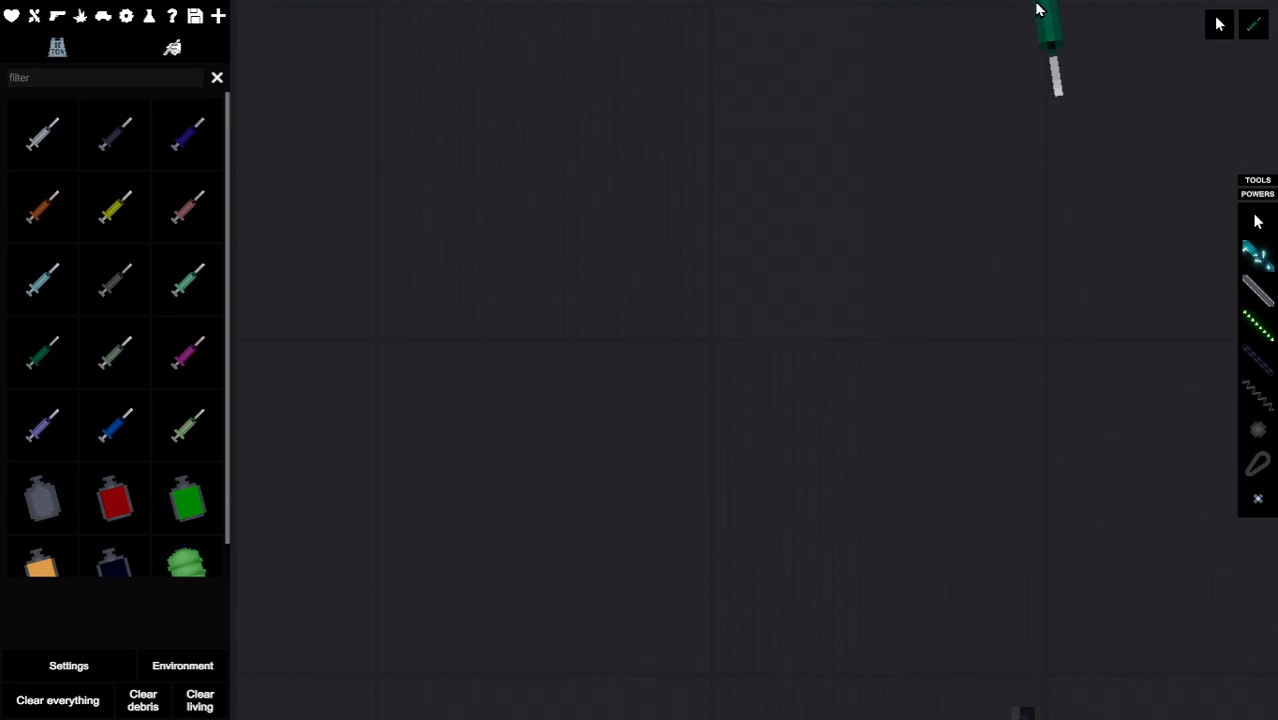 filter
TOOLS
POWERS
Settings
Environment
Clear everything
Clear
debris
Clear
living